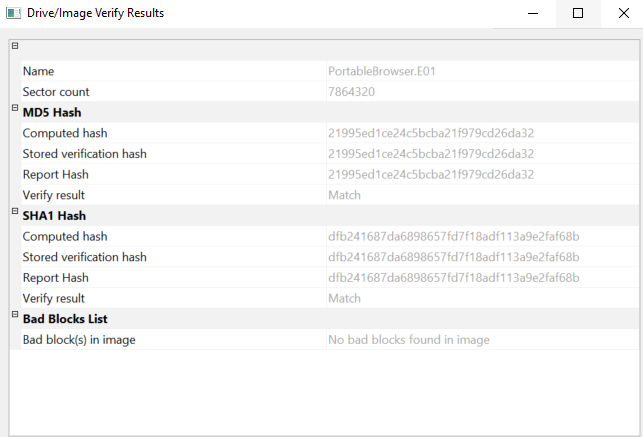 Drive/Image Verify Results
Name PortableBrowser.E01
Sector count 7864320
MD5 Hash
Computed hash 21995ed1ce24c5bcba21f979cd26da32
Stored verification hash 21995ed1ce24c5bcba21f979cd26da32
Report Hash 21995ed1ce24c5bcba21f979cd26da32
Verify result Match
SHA1 Hash
Computed hash dfb241687da6898657fd7f18adf113a9e2faf68b
Stored verification hash dfb241687da6898657fd7f18adf113a9e2faf68b
Report Hash dfb241687da6898657fd7f18adf113a9e2faf68b
Verify result Match
Bad Blocks List
Bad block(s) in image No bad blocks found in image